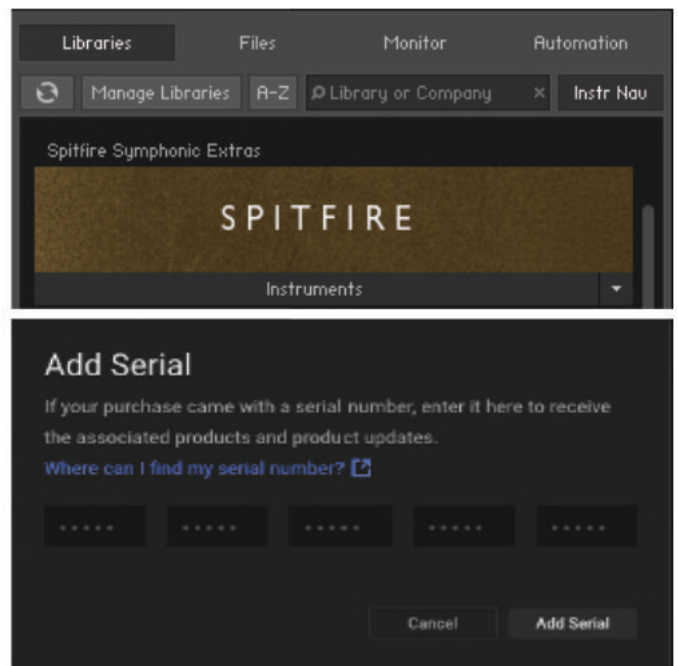 Libraries Files Monitor Automation
Manage Libraries A-Z Library or Company × Instr Nav
Spitfire Symphonic Extras
SPITFIRE
Instruments
Add Serial
If your purchase came with a serial number, enter it here to receive
the associated products and product updates.
Where can I find my serial number?
Cancel Add Serial